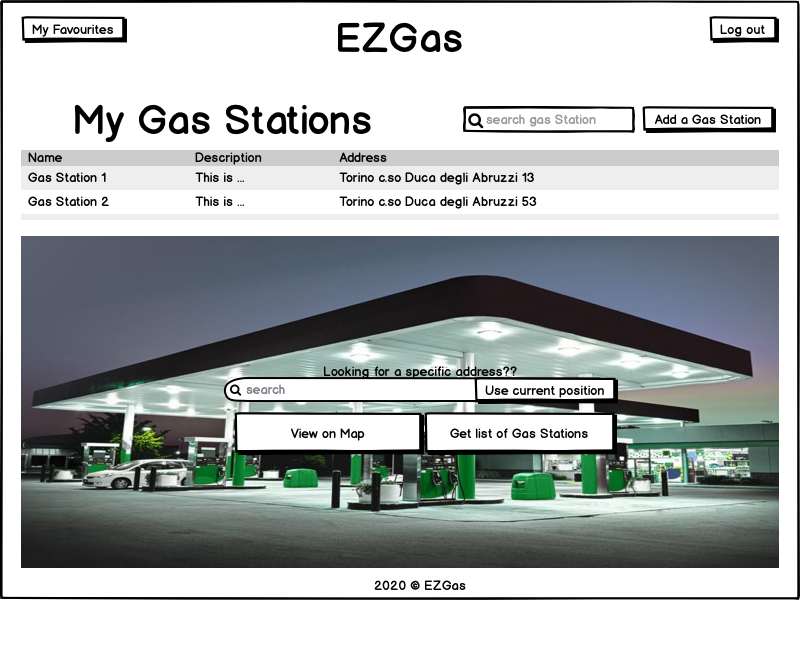 My Favourites
EZGas
Log out
My Gas Stations
search gas Station
Add a Gas Station
Name Description Address
Gas Station 1 This is ... Torino c.so Duca degli Abruzzi 13
Gas Station 2 This is ... Torino c.so Duca degli Abruzzi 53
Looking for a specific address??
search
Use current position
View on Map
Get list of Gas Stations
2020 © EZGas